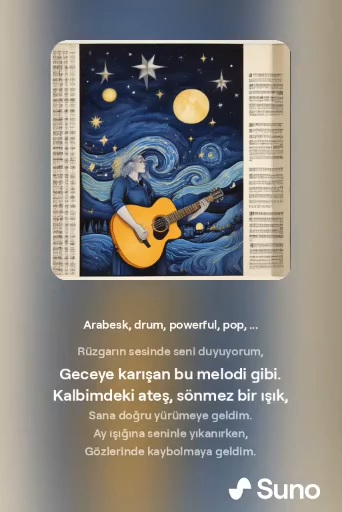 Arabesk, drum, powerful, pop, ...
Rüzgarın sesinde seni duyuyorum,
Geceye karışan bu melodi gibi.
Kalbimdeki ateş, sönmez bir ışık,
Sana doğru yürümeye geldim.
Ay ışığına seninle yıkanırken,
Gözlerinde kaybolmaya geldim.
Suno